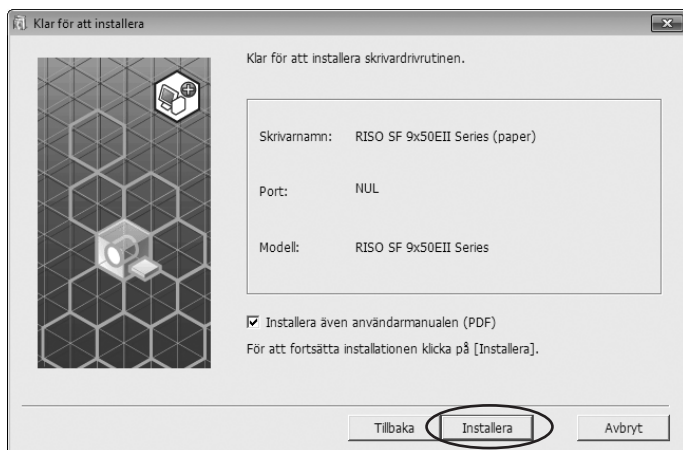 Klar för att installera
Klar för att installera skrivardrivrutinen.
Skrivarnamn: RISO SF 9x50EII Series (paper)
Port: NUL
Modell: RISO SF 9x50EII Series
Installera även användarmanualen (PDF)
För att fortsätta installationen klicka på [Installera].
Tillbaka Installera Avbryt